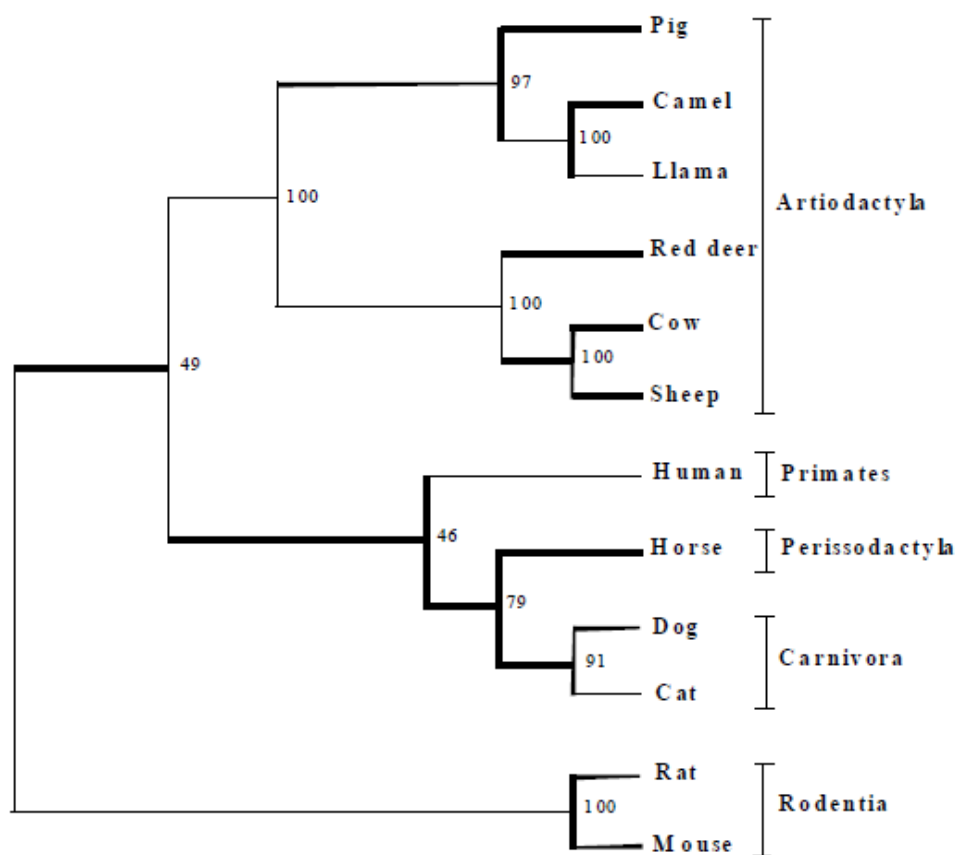 Pig
97
Camel
100
Llama
100
Artiodactyla
Red deer
100
Cow
100
Sheep
49
Human
Primates
46
Horse
Perissodactyla
79
Dog
91
Carnivora
Cat
Rat
100
Rodentia
Mouse